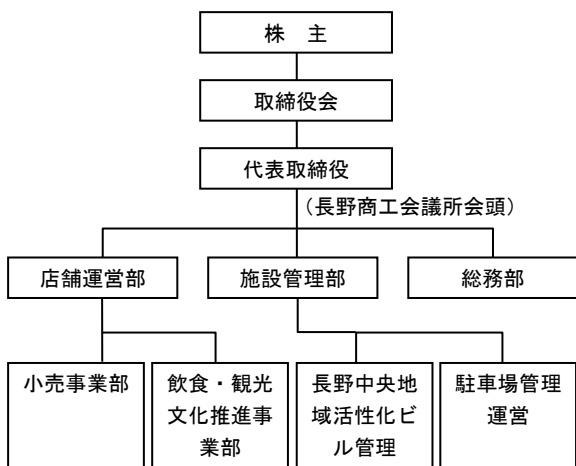 株　主
取締役会
代表取締役
（長野商工会議所会頭）
店舗運営部
施設管理部
総務部
小売事業部
飲食・観光
文化推進事
業部
長野中央地
域活性化ビ
ル管理
駐車場管理
運営